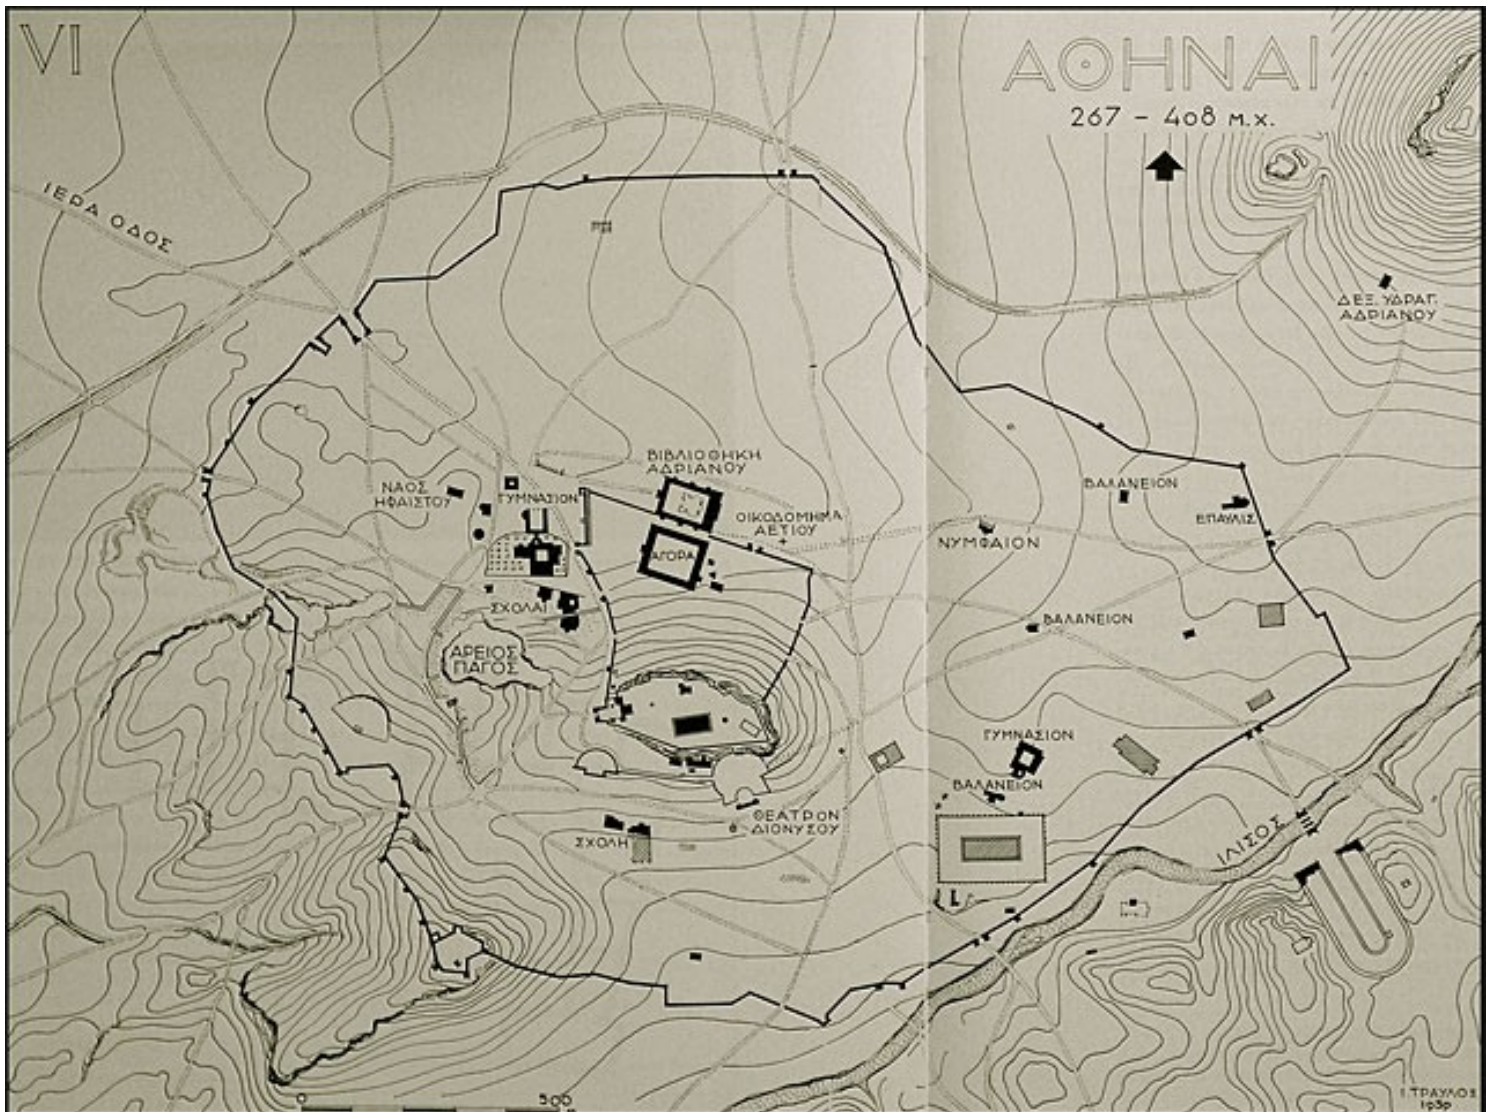 VI
ΑΘΗΝΑΙ
267 – 408 μ.χ.
ΙΕΡΑ ΟΔΟΣ
ΔΕΞ. ΥΔΡΑΓ.
ΑΔΡΙΑΝΟΥ
ΒΙΒΛΙΟΘΗΚΗ
ΑΔΡΙΑΝΟΥ
ΝΑΟΣ
ΗΦΑΙΣΤΟΥ
ΓΥΜΝΑΣΙΟΝ
ΟΙΚΟΔΟΜΗΜΑ
ΑΕΤΙΟΥ
ΒΑΛΑΝΕΙΟΝ
ΕΠΑΥΛΙΣ
ΝΥΜΦΑΙΟΝ
ΑΓΟΡΑ
ΣΧΟΛΑΙ
ΒΑΛΑΝΕΙΟΝ
ΑΡΕΙΟΣ
ΠΑΓΟΣ
ΓΥΜΝΑΣΙΟΝ
ΒΑΛΑΝΕΙΟΝ
ΘΕΑΤΡΟΝ
ΔΙΟΝΥΣΟΥ
ΣΧΟΛΗ
ΙΛΙΣΟΣ
0 500
Ι. ΤΡΑΥΛΟΣ